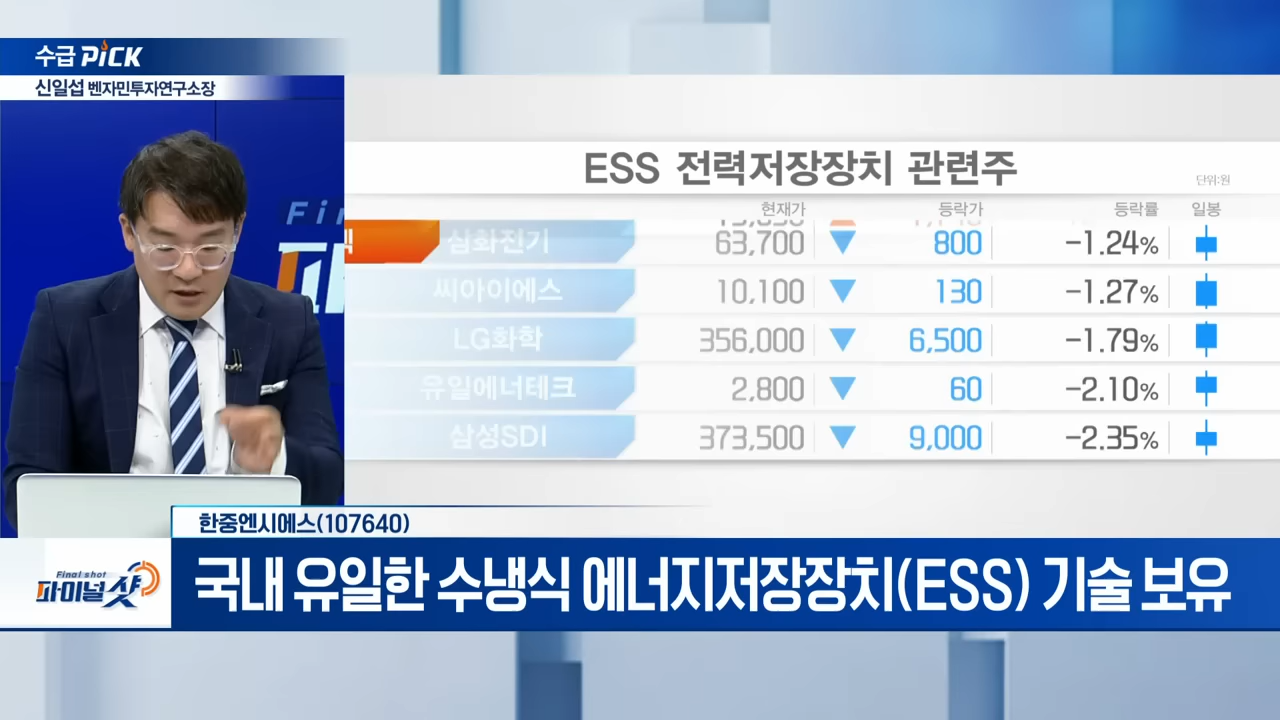 수급 PiCK
신일섭 벤자민투자연구소장
ESS 전력저장장치 관련주
단위:원
현재가 등락가 등락률 일봉
심화전기 63,700 ▼ 800 -1.24%
씨아이에스 10,100 ▼ 130 -1.27%
LG화학 356,000 ▼ 6,500 -1.79%
유일에너테크 2,800 ▼ 60 -2.10%
삼성SDI 373,500 ▼ 9,000 -2.35%
한중엔시에스(107640)
Final shot
파이널샷
국내 유일한 수냉식 에너지저장장치(ESS) 기술 보유